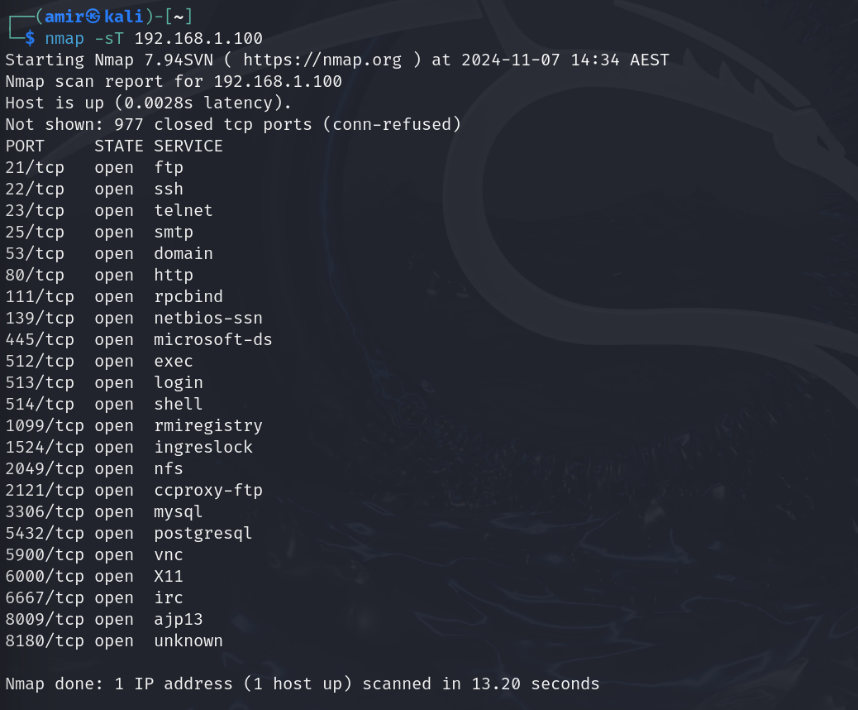 ┌──(amir㉿kali)-[~]
└─$ nmap -sT 192.168.1.100
Starting Nmap 7.94SVN ( https://nmap.org ) at 2024-11-07 14:34 AEST
Nmap scan report for 192.168.1.100
Host is up (0.0028s latency).
Not shown: 977 closed tcp ports (conn-refused)
PORT     STATE SERVICE
21/tcp   open  ftp
22/tcp   open  ssh
23/tcp   open  telnet
25/tcp   open  smtp
53/tcp   open  domain
80/tcp   open  http
111/tcp  open  rpcbind
139/tcp  open  netbios-ssn
445/tcp  open  microsoft-ds
512/tcp  open  exec
513/tcp  open  login
514/tcp  open  shell
1099/tcp open  rmiregistry
1524/tcp open  ingreslock
2049/tcp open  nfs
2121/tcp open  ccproxy-ftp
3306/tcp open  mysql
5432/tcp open  postgresql
5900/tcp open  vnc
6000/tcp open  X11
6667/tcp open  irc
8009/tcp open  ajp13
8180/tcp open  unknown
Nmap done: 1 IP address (1 host up) scanned in 13.20 seconds